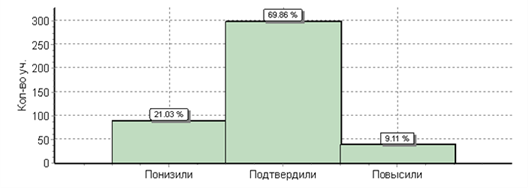 Кол-во уч.
300
250
200
150
100
50
0
69.86 %
21.03 %
9.11 %
Понизили
Подтвердили
Повысили